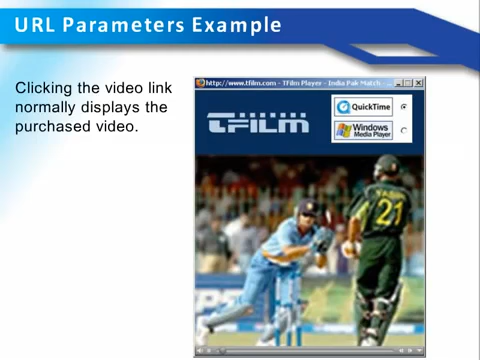 URL Parameters Example
Clicking the video link
normally displays the
purchased video.
http://www.tfilm.com - TFilm Player - India Pak Match -
TFILM
QuickTime
Windows
Media Player
21